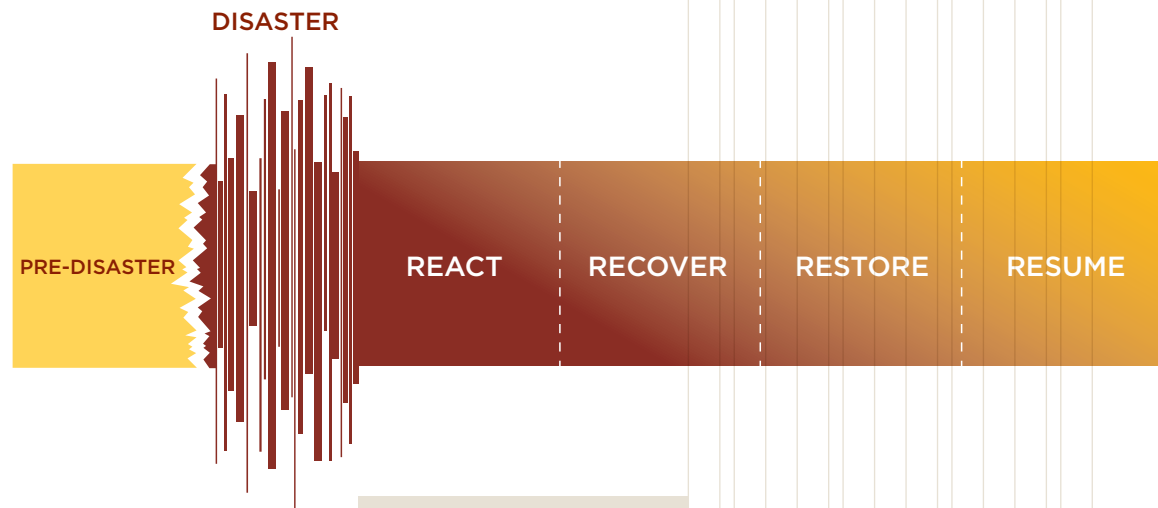 DISASTER
PRE-DISASTER
REACT
RECOVER
RESTORE
RESUME